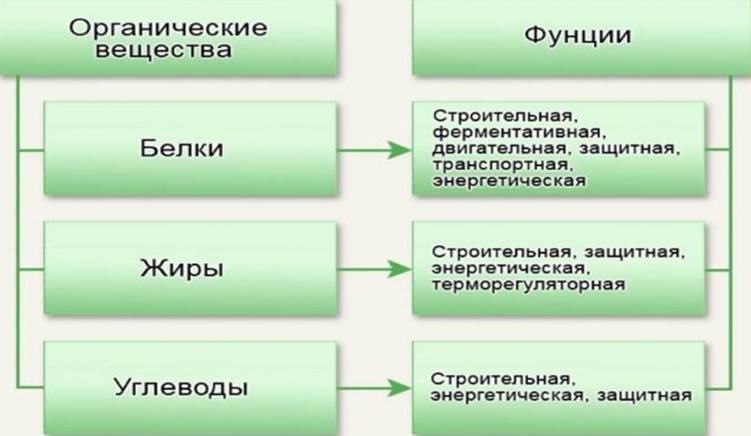 Органические
вещества
Фунции
Белки
Строительная,
ферментативная,
двигательная, защитная,
транспортная,
энергетическая
Жиры
Строительная, защитная,
энергетическая,
терморегуляторная
Углеводы
Строительная,
энергетическая, защитная